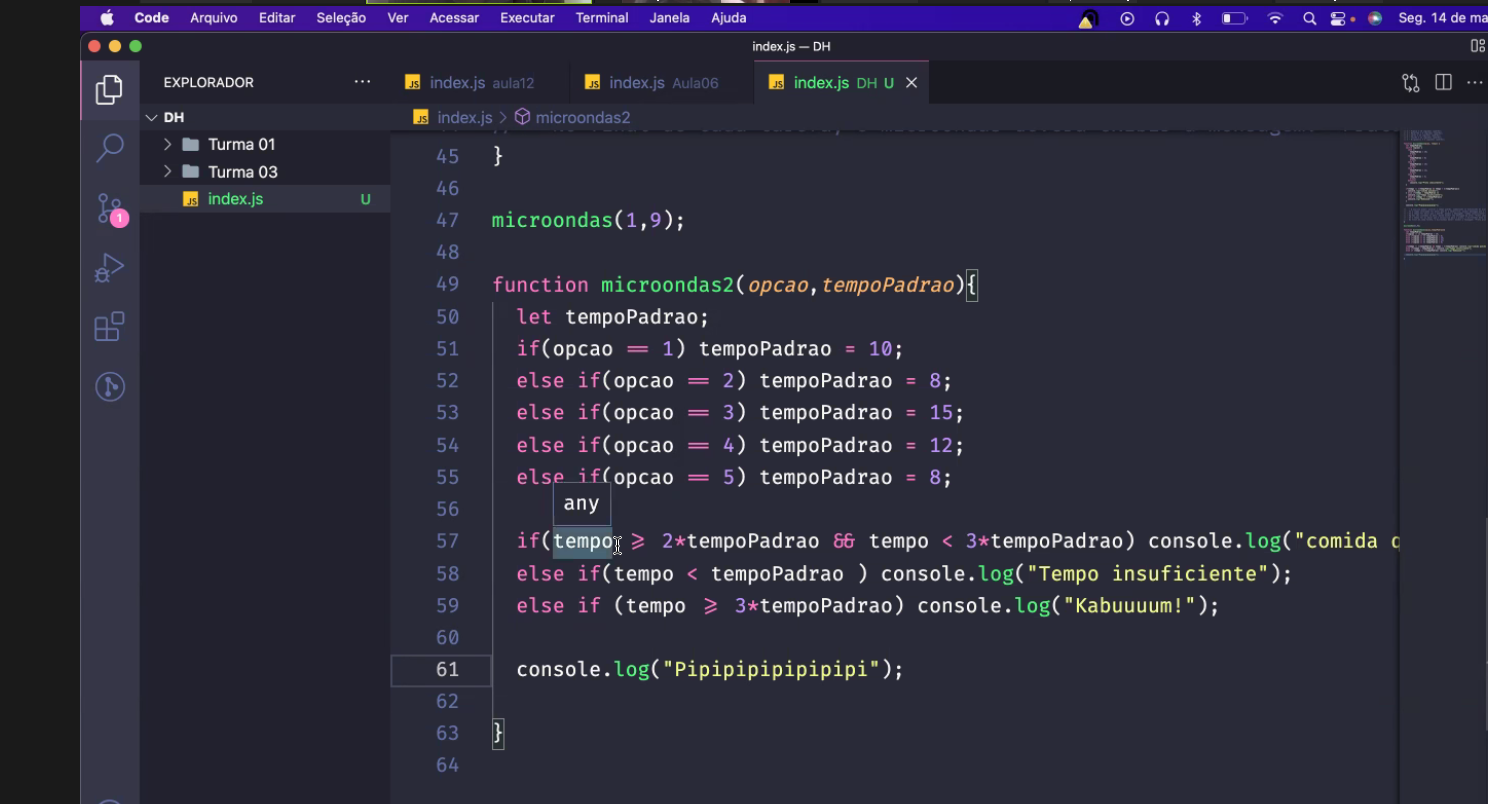 Code Arquivo Editar Seleção Ver Acessar Executar Terminal Janela Ajuda Seg. 14 de ma
index.js — DH
EXPLORADOR ...
JS index.js aula12 JS index.js Aula06 JS index.js DH U
DH
JS index.js > microondas2
Turma 01
Turma 03
JS index.js U
1
45 }
46
47 microondas(1,9);
48
49 function microondas2(opcao,tempoPadrao){
50 let tempoPadrao;
51 if(opcao == 1) tempoPadrao = 10;
52 else if(opcao == 2) tempoPadrao = 8;
53 else if(opcao == 3) tempoPadrao = 15;
54 else if(opcao == 4) tempoPadrao = 12;
55 else if(opcao == 5) tempoPadrao = 8;
any
56
57 if(tempo >= 2*tempoPadrao && tempo < 3*tempoPadrao) console.log("comida q
58 else if(tempo < tempoPadrao ) console.log("Tempo insuficiente");
59 else if (tempo >= 3*tempoPadrao) console.log("Kabuuuum!");
60
61 console.log("Pipipipipipipipi");
62
63 }
64